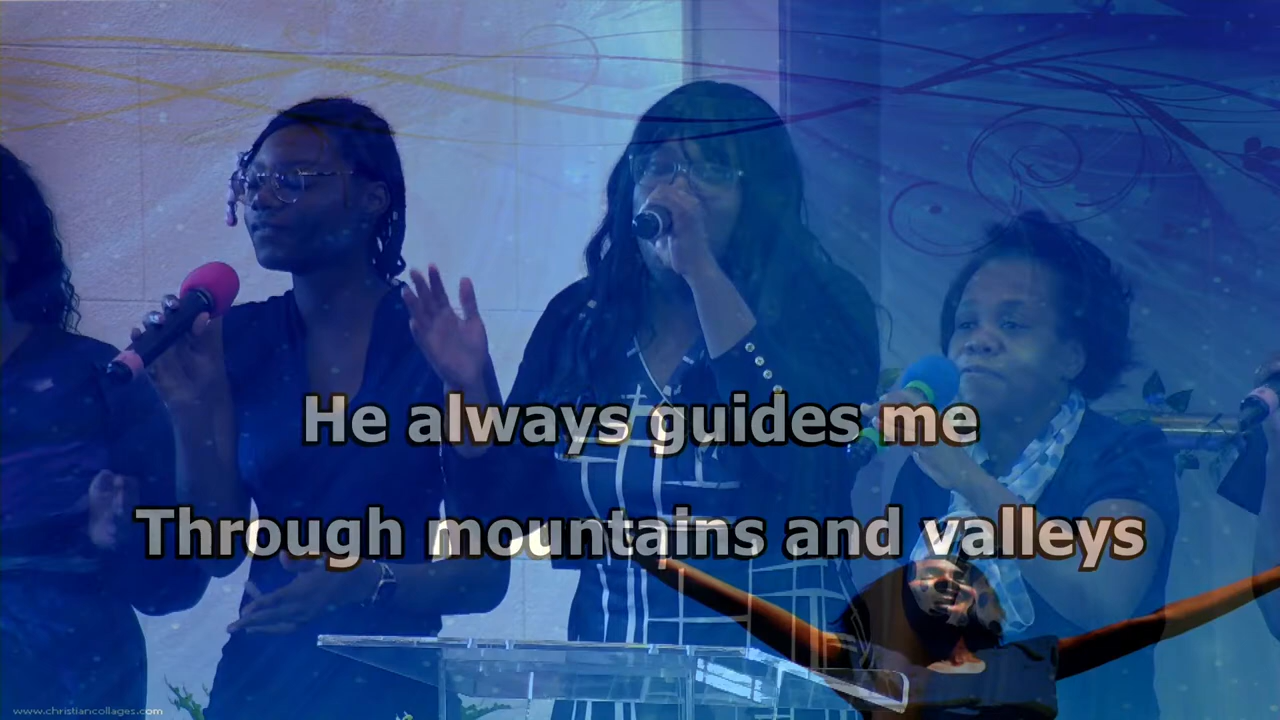 He always guides me
Through mountains and valleys
www.christiancollages.com